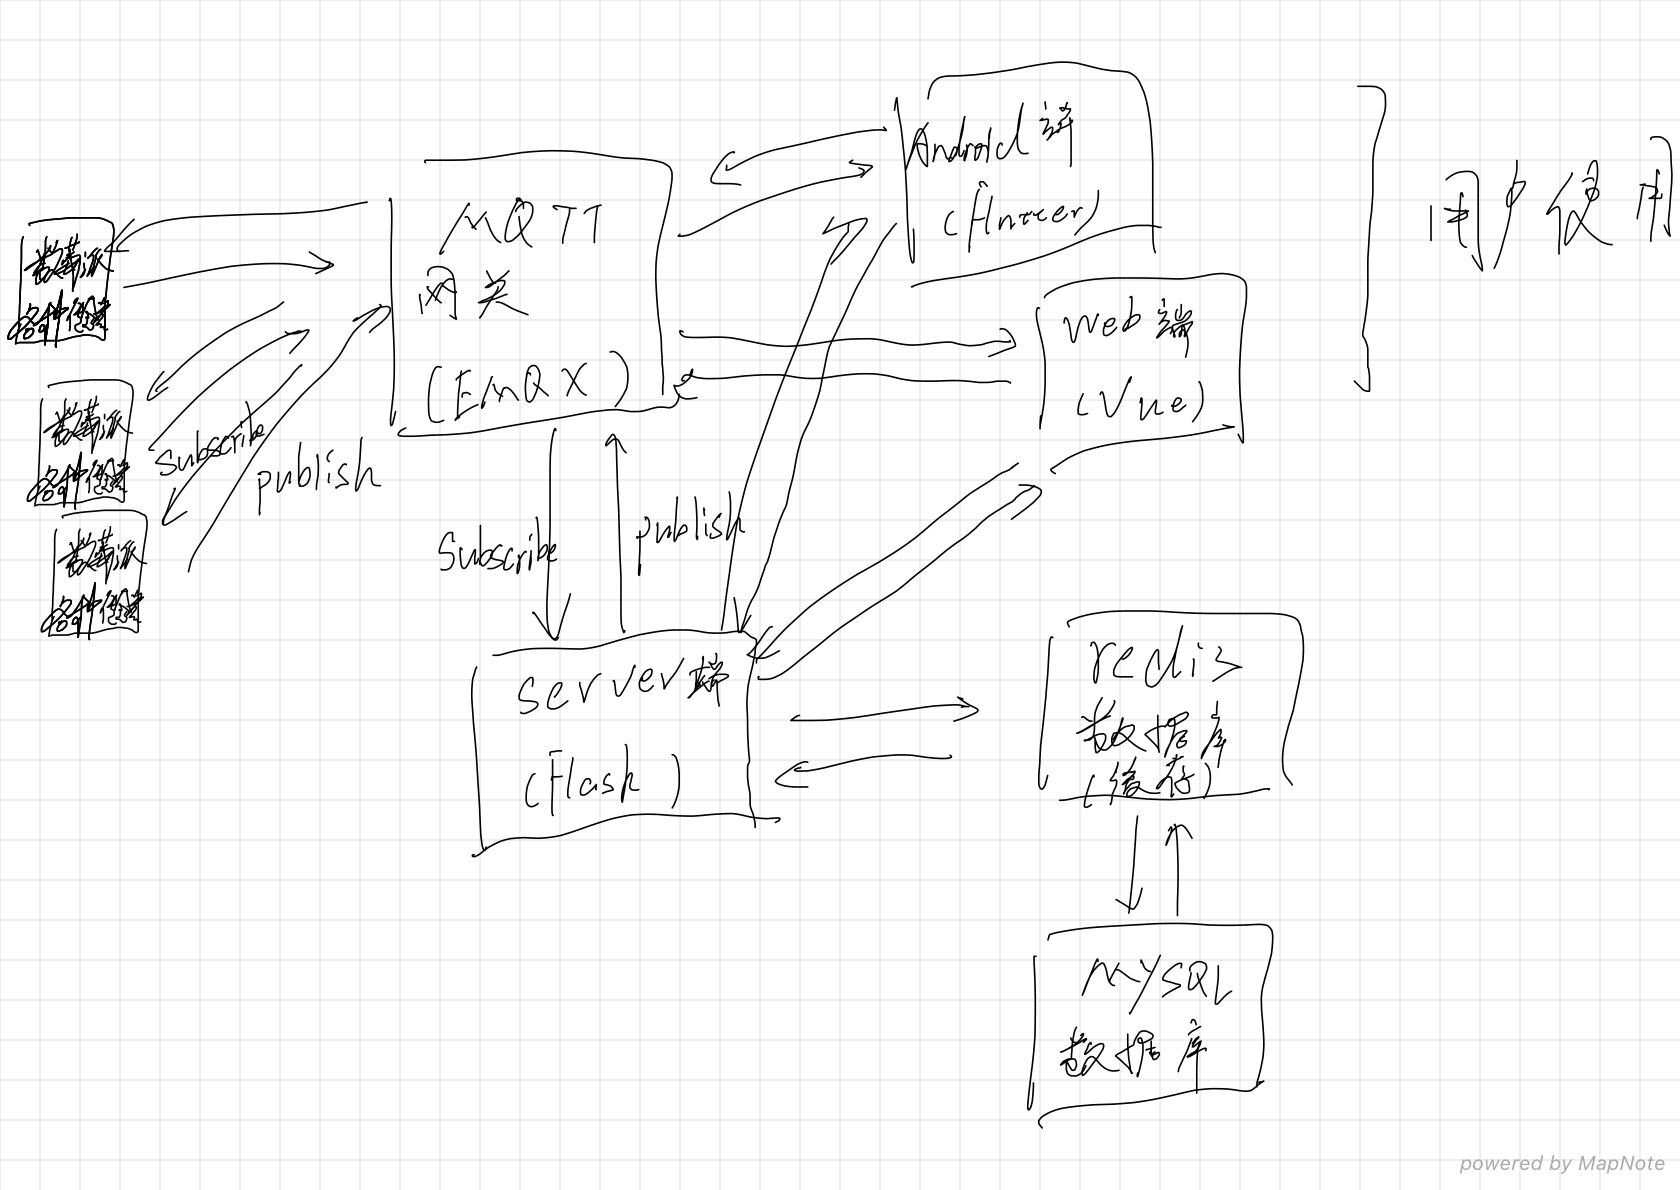 Android端
(Flutter)
用户使用
MQTT
网关
(EMQX)
树莓派
各种传感
web端
(Vue)
树莓派
各种传感
subscribe
publish
树莓派
各种传感
Subscribe
publish
server端
(Flask)
redis
数据库
(缓存)
MYSQL
数据库
powered by MapNote